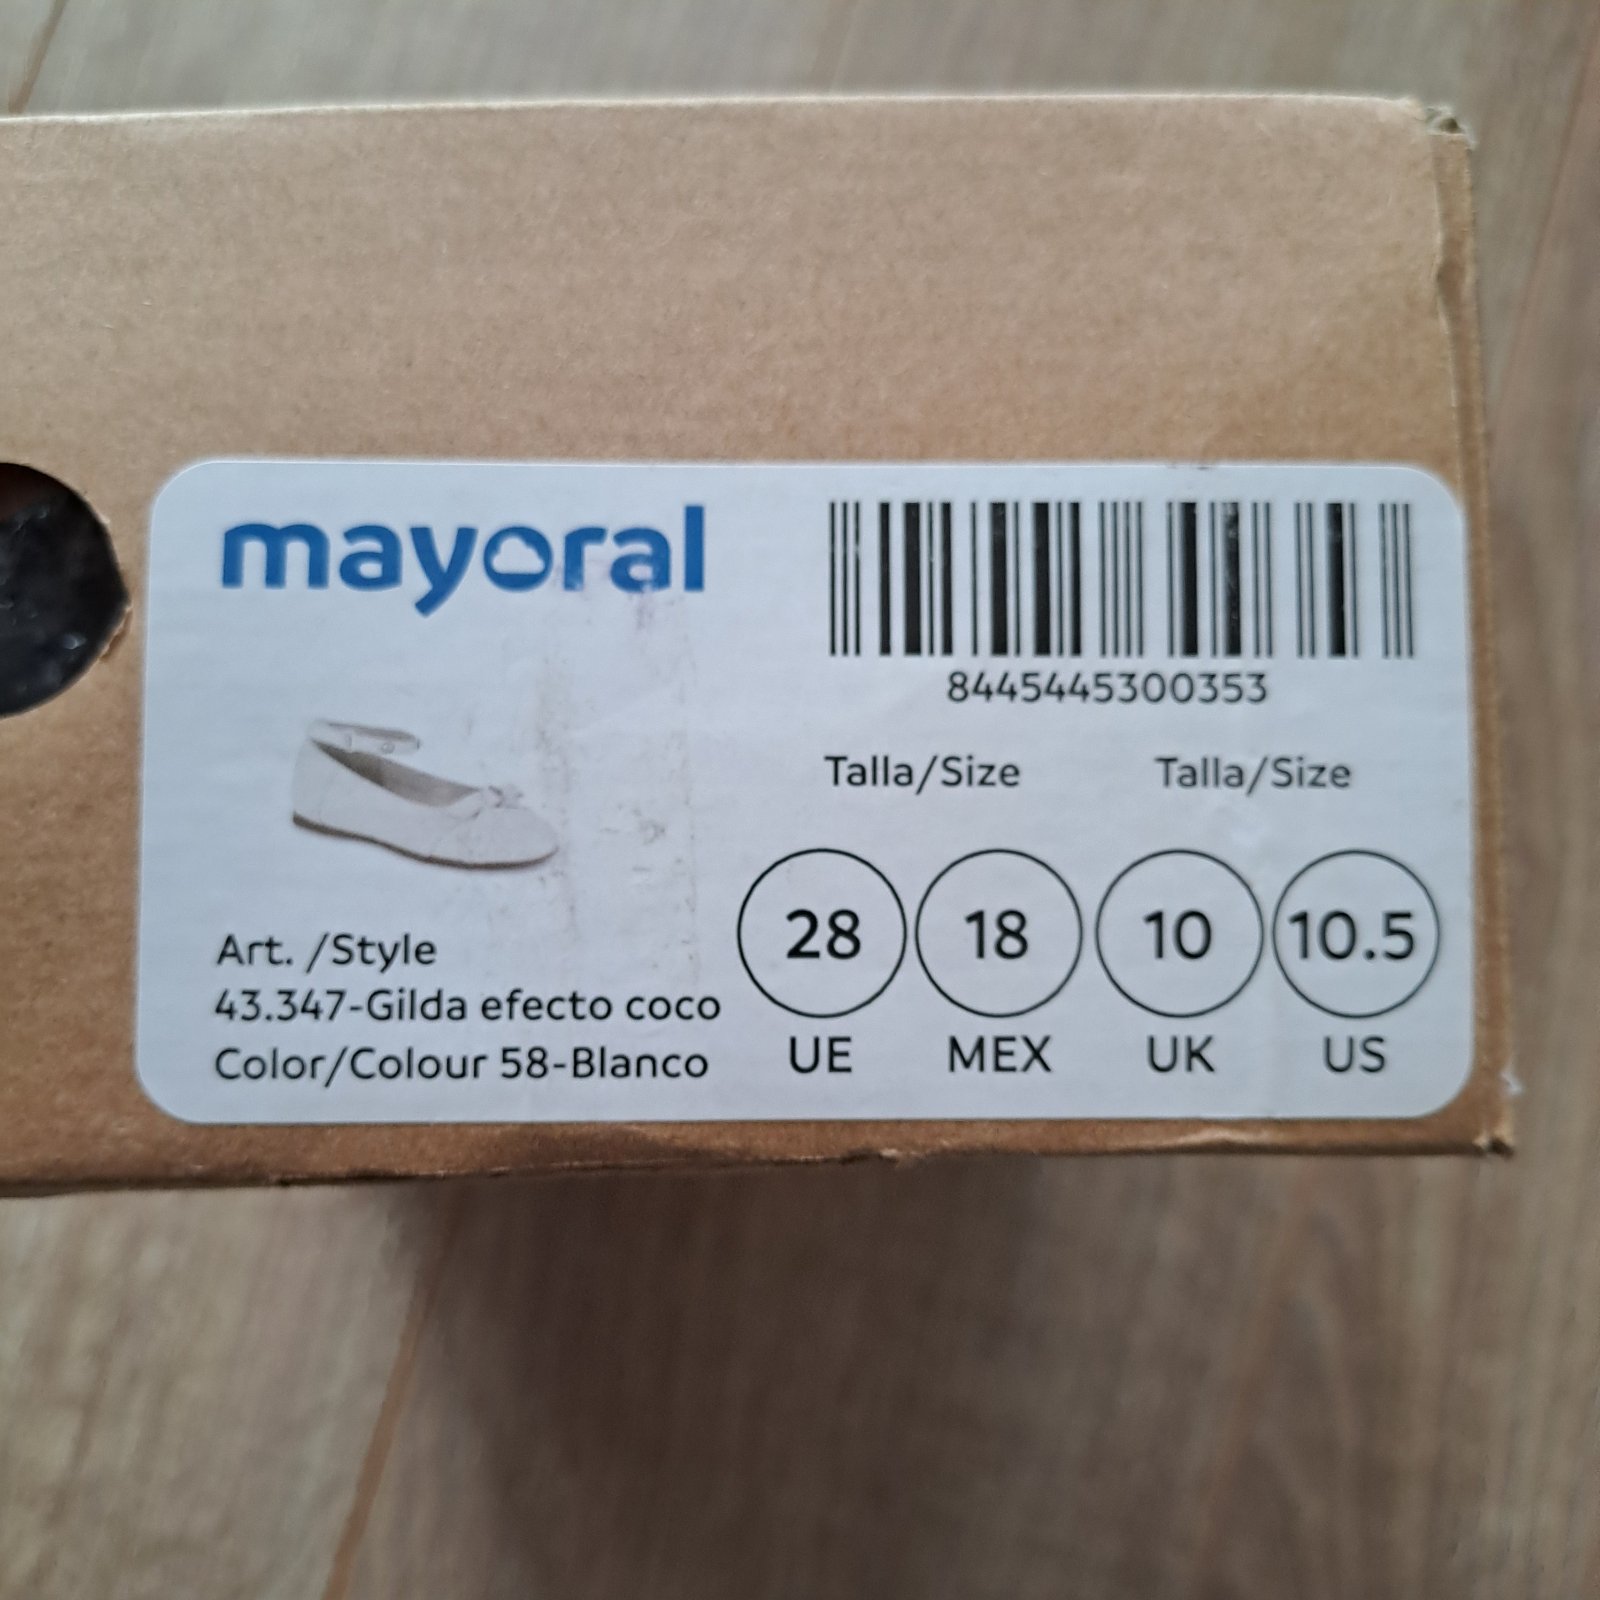 mayoral
8445445300353
Talla/Size Talla/Size
28 18 10 10.5
UE MEX UK US
Art. /Style
43.347-Gilda efecto coco
Color/Colour 58-Blanco